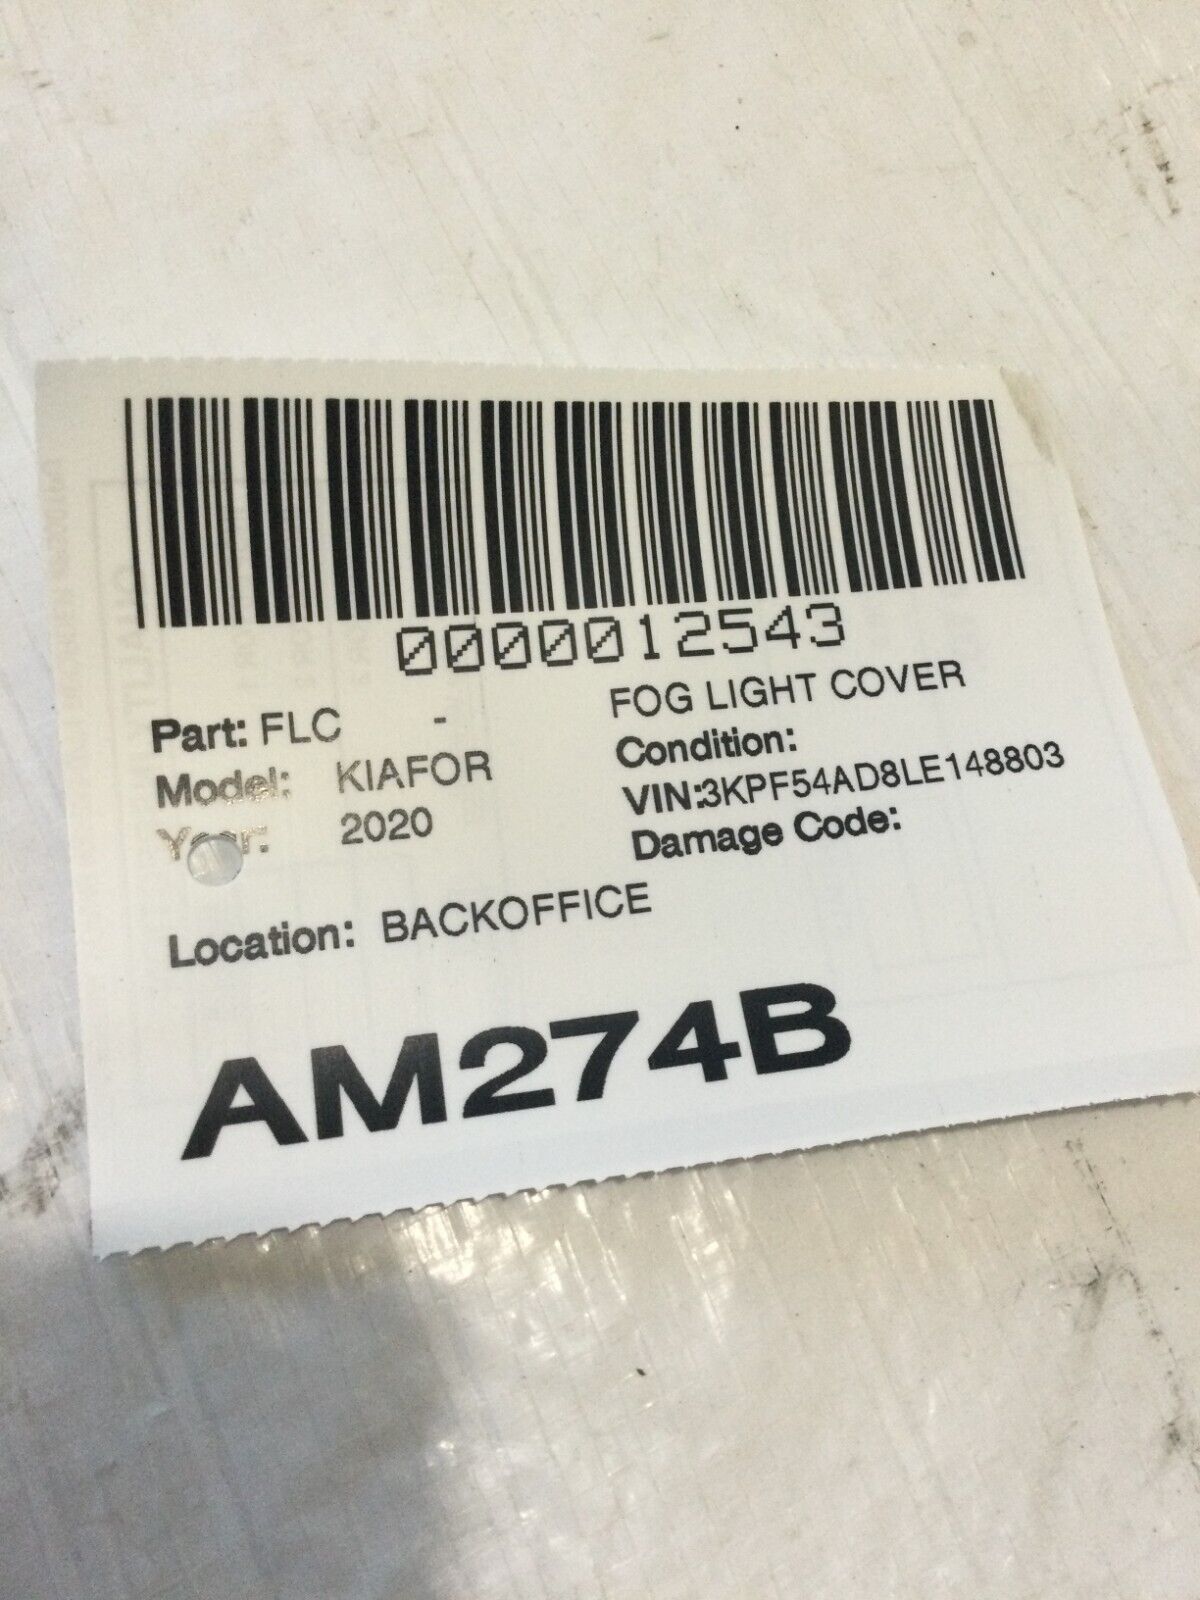 0000012543
Part: FLC - FOG LIGHT COVER
Model: KIAFOR Condition:
Year: 2020 VIN:3KPF54AD8LE148803
Damage Code:
Location: BACKOFFICE
AM274B